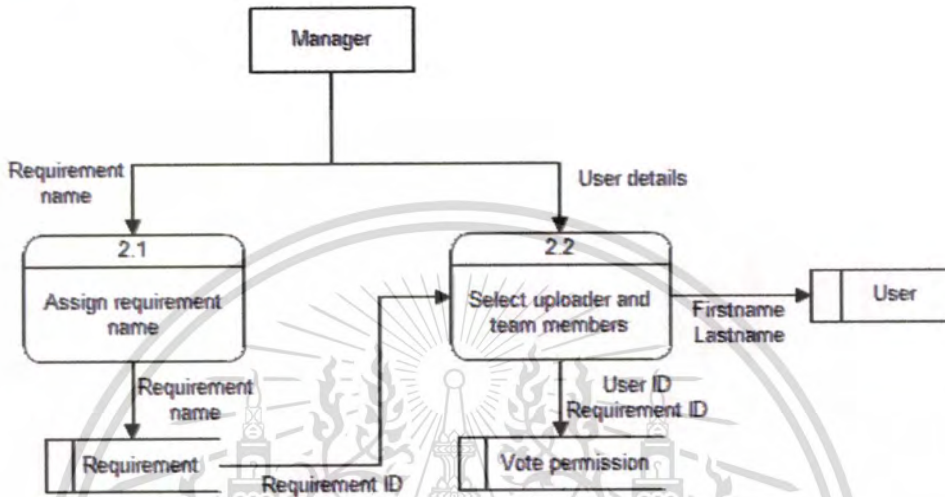 Manager
Requirement
name
User details
2.1
Assign requirement
name
2.2
Select uploader and
team members
Firstname
Lastname
User
Requirement
name
User ID
Requirement ID
Requirement
Requirement ID
Vote permission